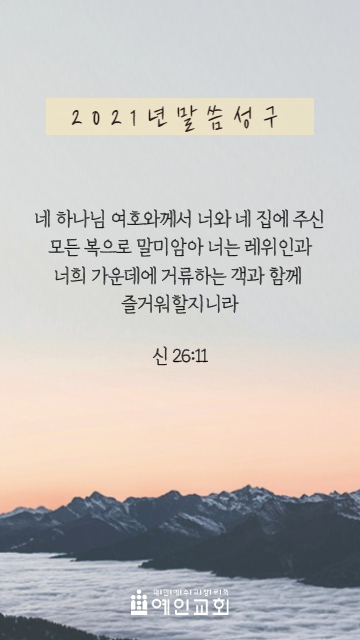 2021년말씀성구
네 하나님 여호와께서 너와 네 집에 주신
모든 복으로 말미암아 너는 레위인과
너희 가운데에 거류하는 객과 함께
즐거워할지니라
신 26:11
예인교회